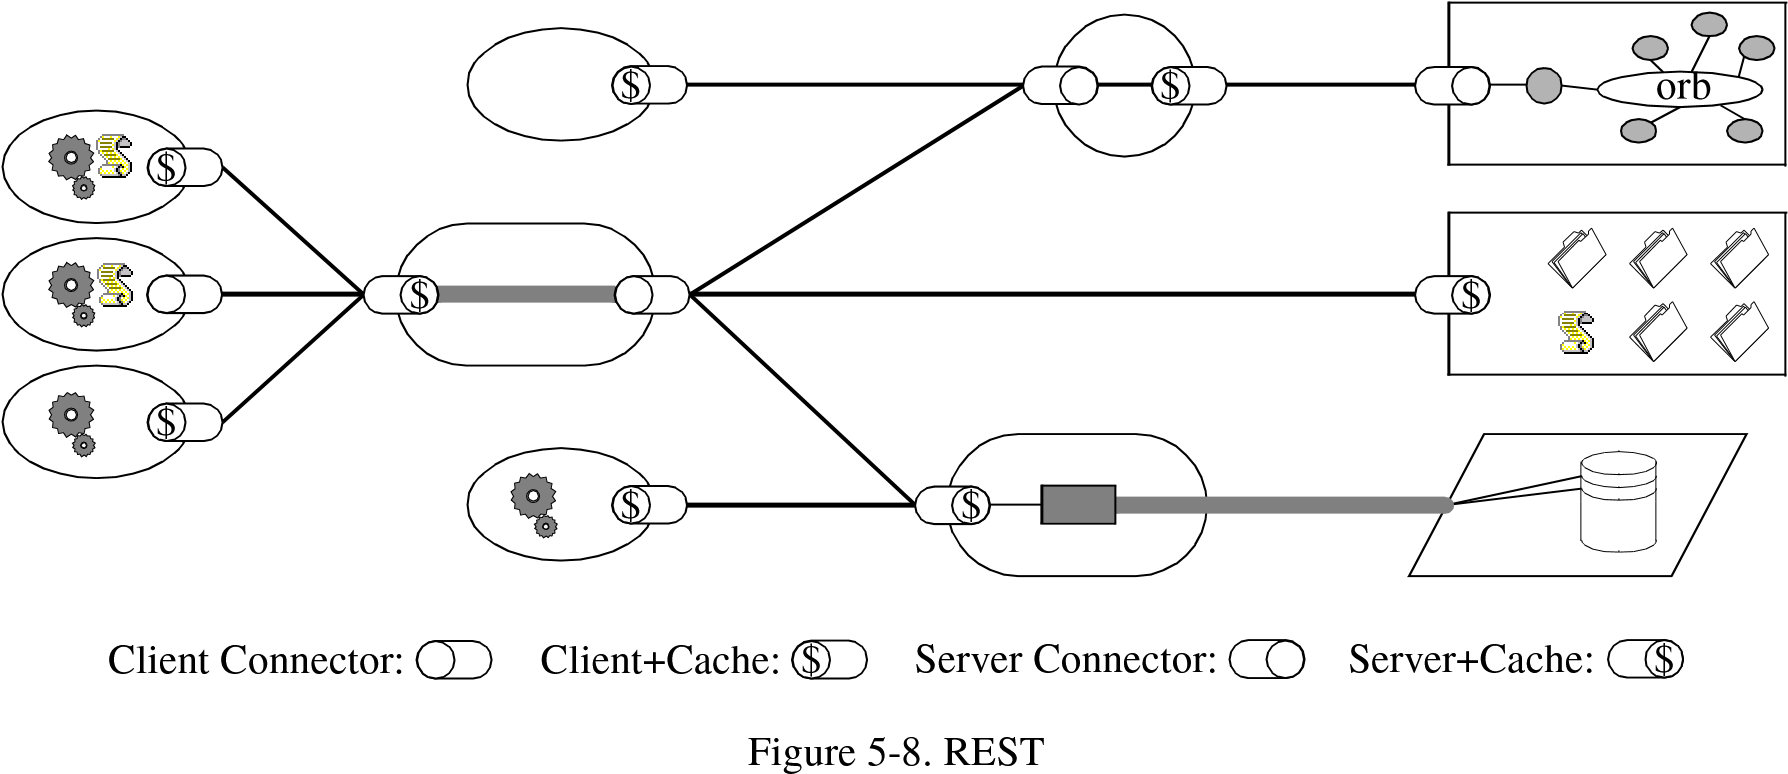 $
$
orb
$
$
$
$
$
$
Client Connector:
Client+Cache: $
Server Connector:
Server+Cache: $
Figure 5-8. REST